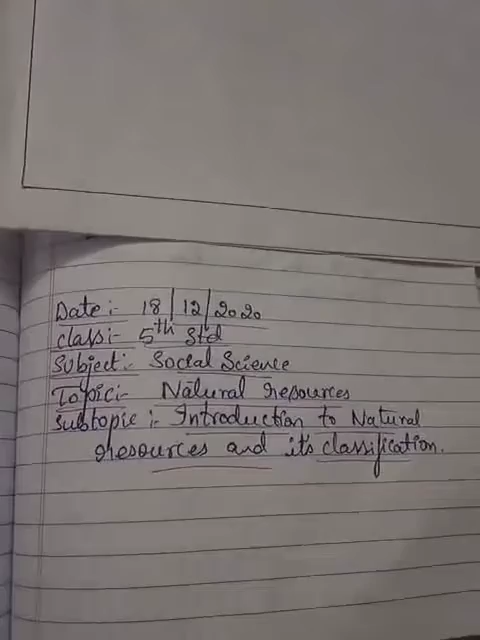 Date :- 18/12/2020
Class:- 5th Std
Subject:- Social Science
Topic:- Natural resources
Subtopic :- Introduction to Natural
resources and it's classification.